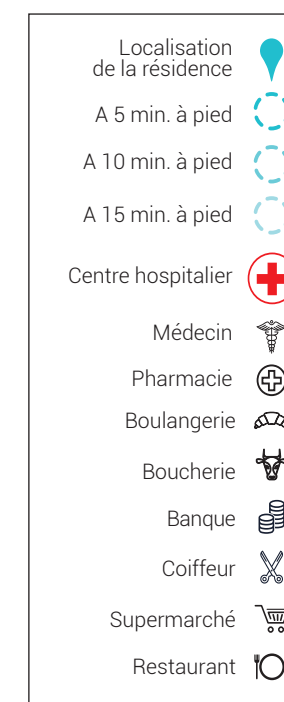 Localisation
de la résidence
A 5 min. à pied
A 10 min. à pied
A 15 min. à pied
Centre hospitalier
Médecin
Pharmacie
Boulangerie
Boucherie
Banque
Coiffeur
Supermarché
Restaurant